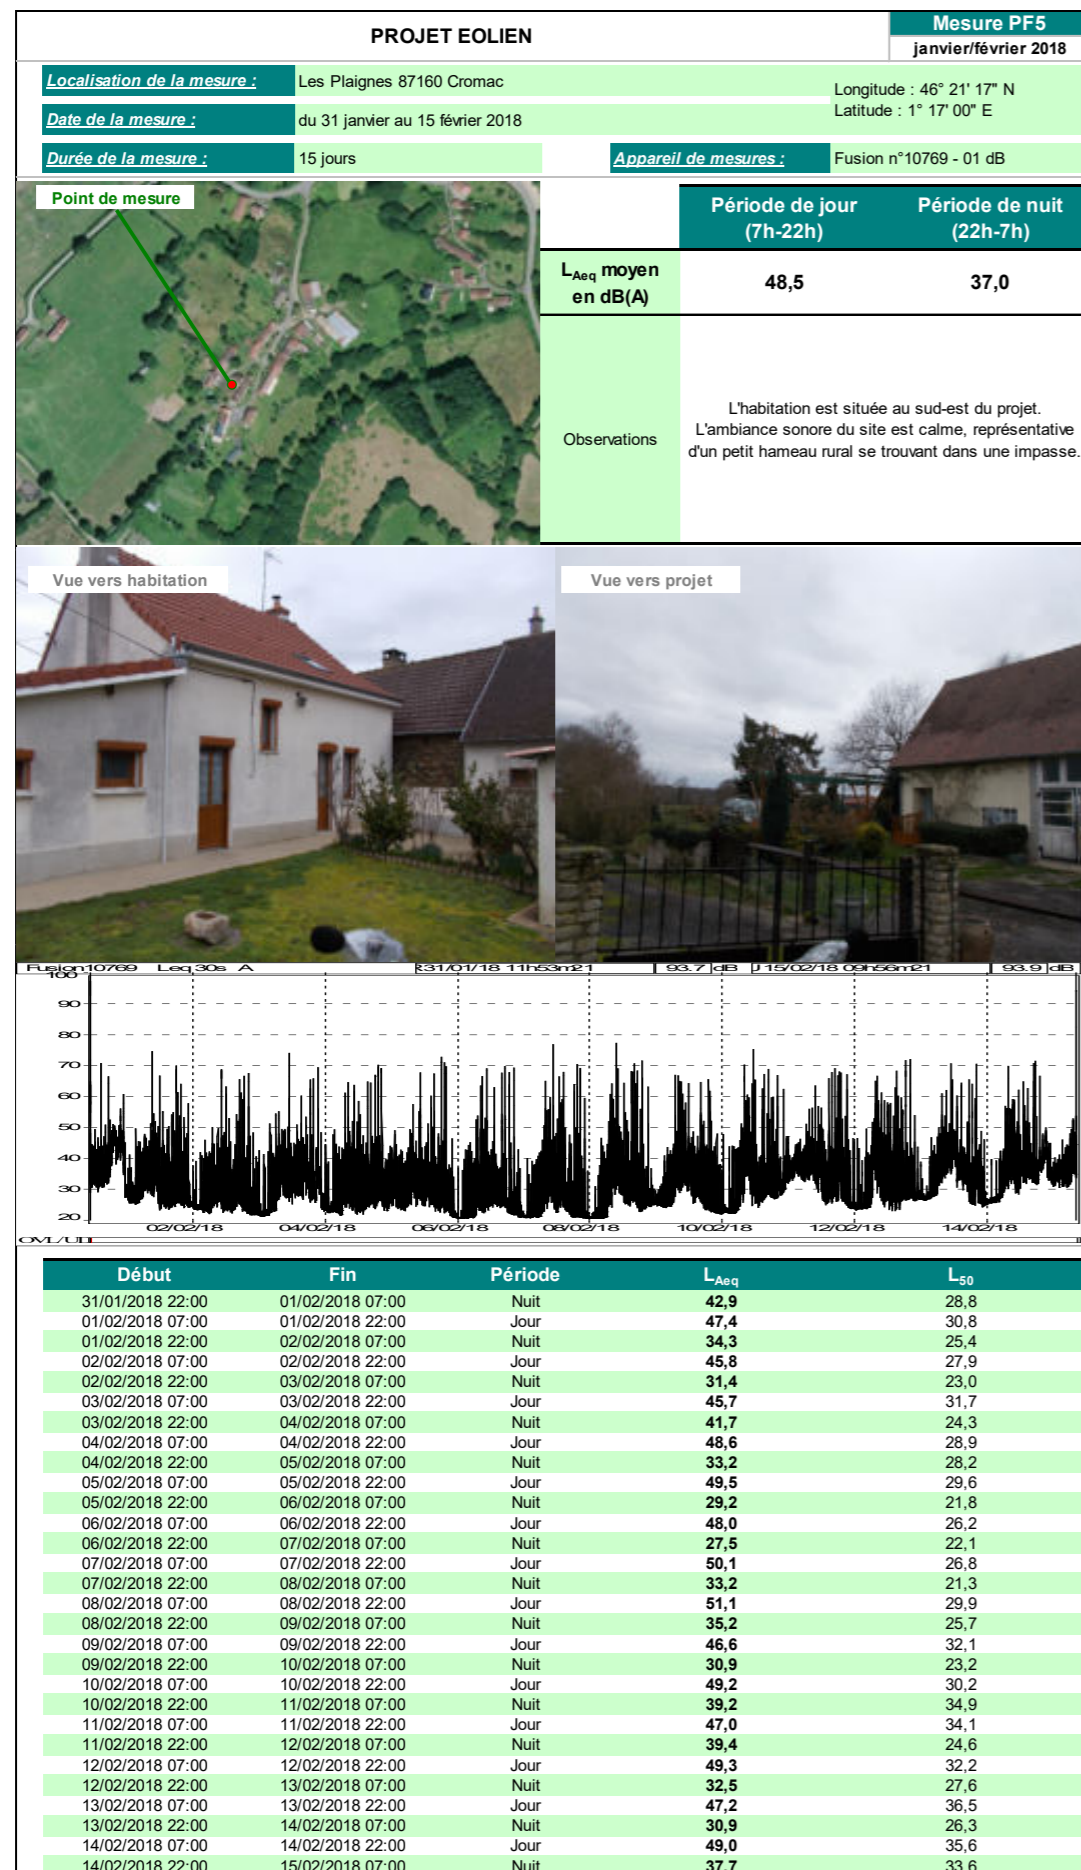 PROJET EOLIEN
Mesure PF5
janvier/février 2018
Localisation de la mesure :
Les Plaignes 87160 Cromac
Longitude : 46° 21' 17" N
Latitude : 1° 17' 00" E
Date de la mesure :
du 31 janvier au 15 février 2018
Durée de la mesure :
15 jours
Appareil de mesures :
Fusion n°10769 - 01 dB
Point de mesure
Période de jour (7h-22h)
Période de nuit (22h-7h)
LAeq moyen en dB(A)
48,5
37,0
Observations
L'habitation est située au sud-est du projet.
L'ambiance sonore du site est calme, représentative
d'un petit hameau rural se trouvant dans une impasse.
Vue vers habitation
Vue vers projet
Fusion10769 Leq 30s A 31/01/18 11h53m21 93.7 dB 15/02/18 09h56m21 93.9 dB
100
90
80
70
60
50
40
30
20
02/02/18 04/02/18 06/02/18 08/02/18 10/02/18 12/02/18 14/02/18
Début Fin Période LAeq L50
31/01/2018 22:00 01/02/2018 07:00 Nuit 42,9 28,8
01/02/2018 07:00 01/02/2018 22:00 Jour 47,4 30,8
01/02/2018 22:00 02/02/2018 07:00 Nuit 34,3 25,4
02/02/2018 07:00 02/02/2018 22:00 Jour 45,8 27,9
02/02/2018 22:00 03/02/2018 07:00 Nuit 31,4 23,0
03/02/2018 07:00 03/02/2018 22:00 Jour 45,7 31,7
03/02/2018 22:00 04/02/2018 07:00 Nuit 41,7 24,3
04/02/2018 07:00 04/02/2018 22:00 Jour 48,6 28,9
04/02/2018 22:00 05/02/2018 07:00 Nuit 33,2 28,2
05/02/2018 07:00 05/02/2018 22:00 Jour 49,5 29,6
05/02/2018 22:00 06/02/2018 07:00 Nuit 29,2 21,8
06/02/2018 07:00 06/02/2018 22:00 Jour 48,0 26,2
06/02/2018 22:00 07/02/2018 07:00 Nuit 27,5 22,1
07/02/2018 07:00 07/02/2018 22:00 Jour 50,1 26,8
07/02/2018 22:00 08/02/2018 07:00 Nuit 33,2 21,3
08/02/2018 07:00 08/02/2018 22:00 Jour 51,1 29,9
08/02/2018 22:00 09/02/2018 07:00 Nuit 35,2 25,7
09/02/2018 07:00 09/02/2018 22:00 Jour 46,6 32,1
09/02/2018 22:00 10/02/2018 07:00 Nuit 30,9 23,2
10/02/2018 07:00 10/02/2018 22:00 Jour 49,2 30,2
10/02/2018 22:00 11/02/2018 07:00 Nuit 39,2 34,9
11/02/2018 07:00 11/02/2018 22:00 Jour 47,0 34,1
11/02/2018 22:00 12/02/2018 07:00 Nuit 39,4 24,6
12/02/2018 07:00 12/02/2018 22:00 Jour 49,3 32,2
12/02/2018 22:00 13/02/2018 07:00 Nuit 32,5 27,6
13/02/2018 07:00 13/02/2018 22:00 Jour 47,2 36,5
13/02/2018 22:00 14/02/2018 07:00 Nuit 30,9 26,3
14/02/2018 07:00 14/02/2018 22:00 Jour 49,0 35,6
14/02/2018 22:00 15/02/2018 07:00 Nuit 37,7 33,6